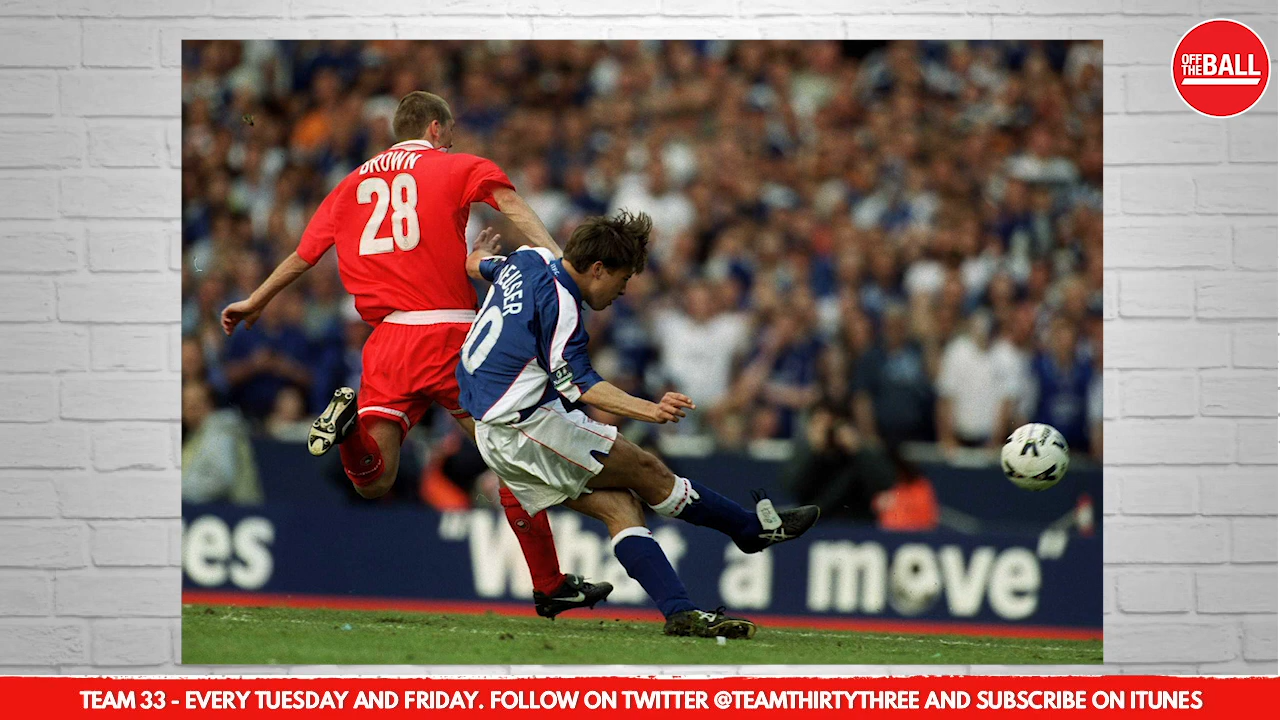 OFF
THE BALL
BROWN
28
es
"What a move"
TEAM 33 - EVERY TUESDAY AND FRIDAY. FOLLOW ON TWITTER @TEAMTHIRTYTHREE AND SUBSCRIBE ON ITUNES